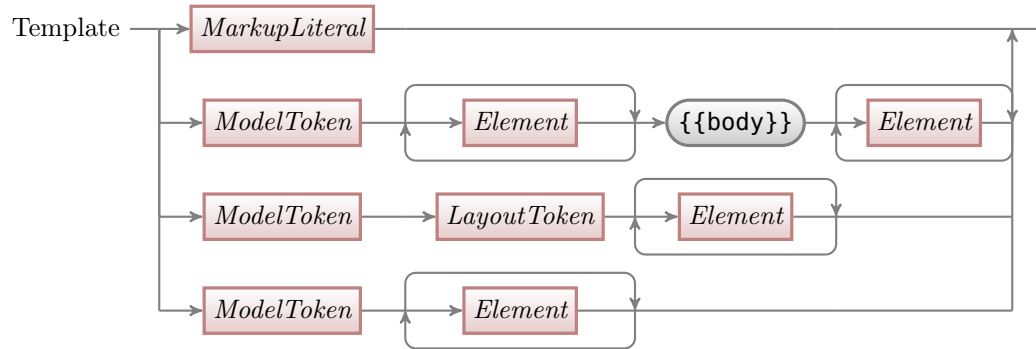 Template MarkupLiteral
ModelToken Element {{body}} Element
ModelToken LayoutToken Element
ModelToken Element